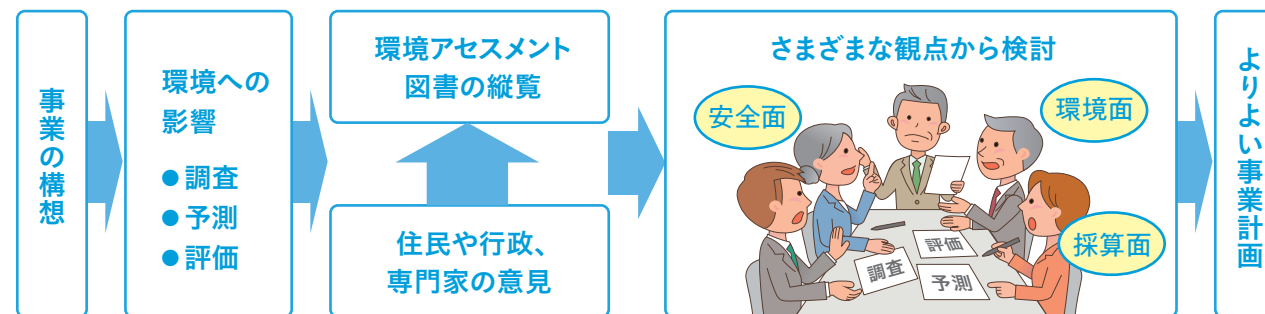 事業の構想
環境への
影響
●調査
●予測
●評価
環境アセスメント
図書の縦覧
住民や行政、
専門家の意見
さまざまな観点から検討
安全面
環境面
採算面
評価
調査
予測
よりよい事業計画